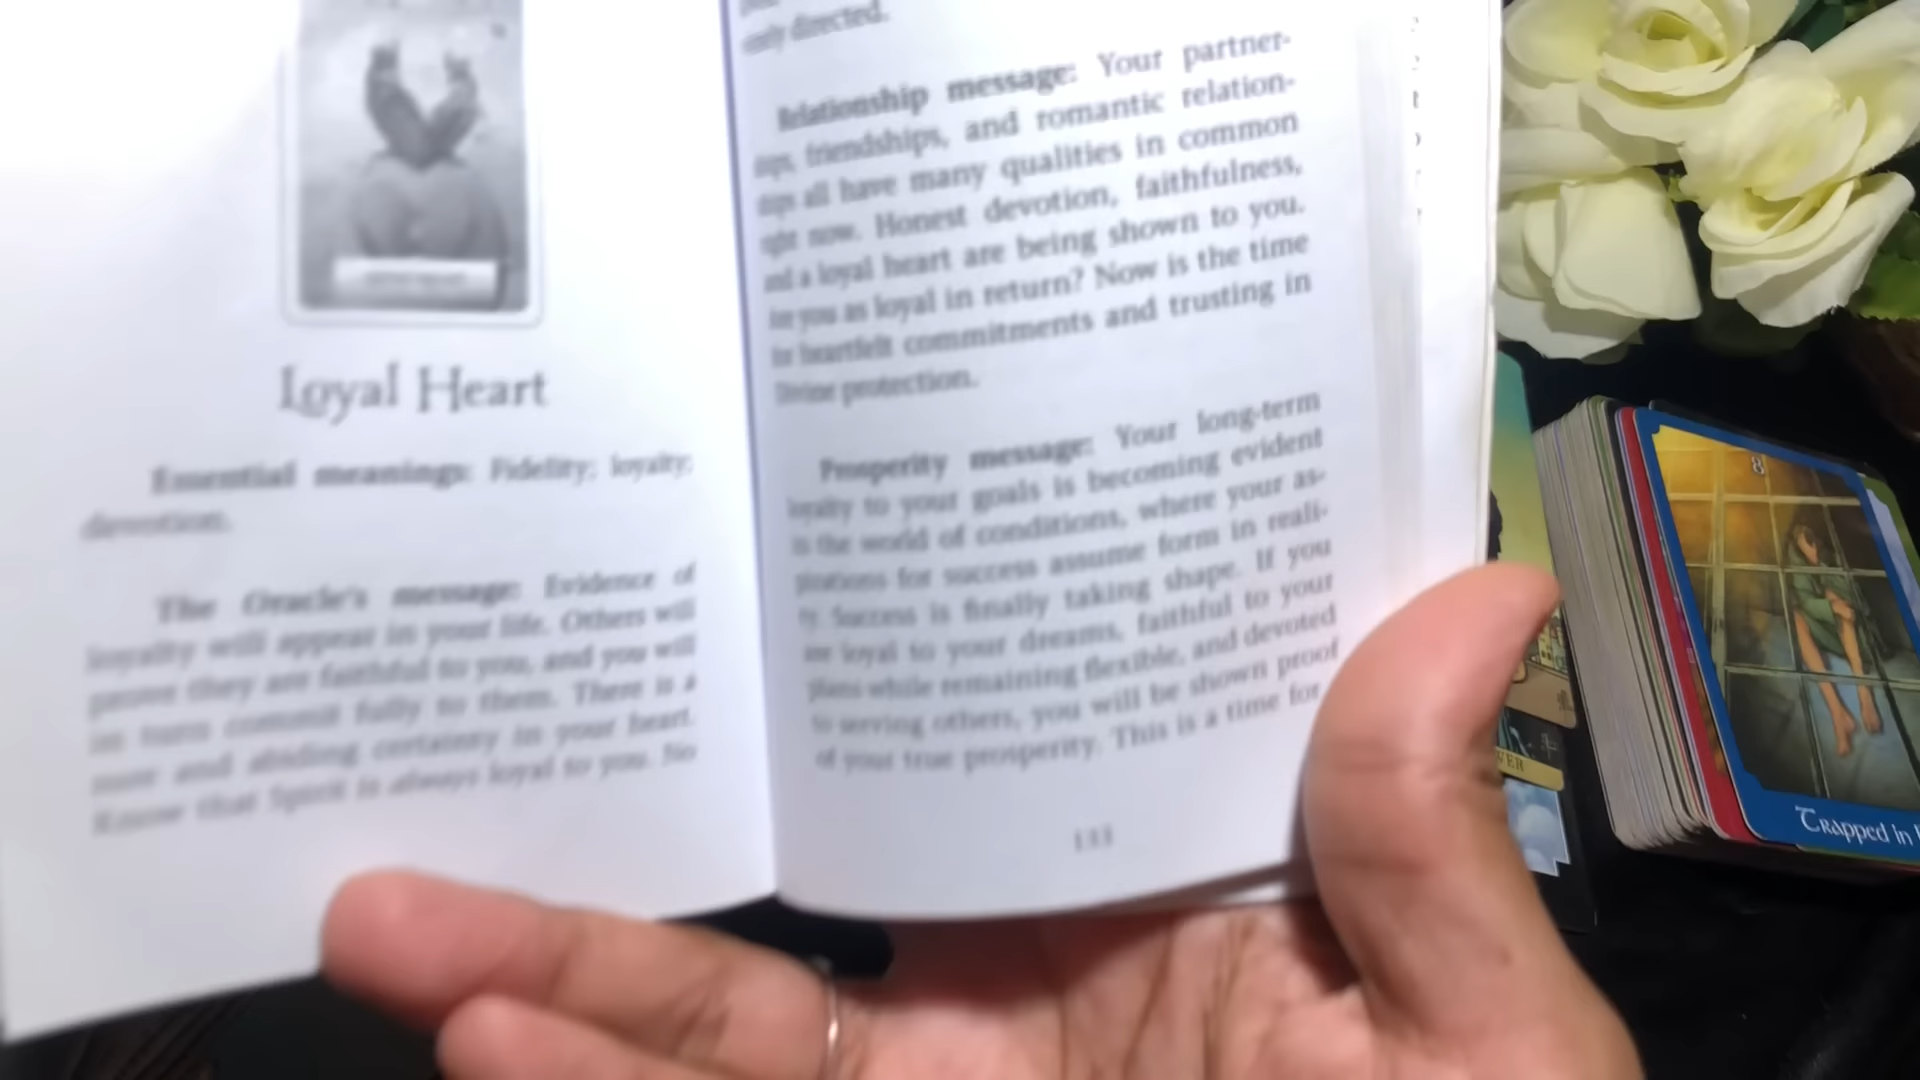 Loyal Heart
Essential meanings: Fidelity; loyalty;
devotion.
The Oracle's message: Evidence of
loyalty will appear in your life. Others will
prove they are faithful to you, and you will
in turn commit fully to them. There is a
and abiding certainty in your heart.
Know that Spirit is always loyal to you. No
directed.
Relationship message: Your partner-
ships, friendships, and romantic relation-
ships all have many qualities in common
right now. Honest devotion, faithfulness,
and a loyal heart are being shown to you.
Are you as loyal in return? Now is the time
for heartfelt commitments and trusting in
Divine protection.
Prosperity message: Your long-term
loyalty to your goals is becoming evident
in the world of conditions, where your as-
pirations for success assume form in reali-
ty. Success is finally taking shape. If you
are loyal to your dreams, faithful to your
plans while remaining flexible, and devoted
to serving others, you will be shown proof
of your true prosperity. This is a time for
8
Trapped in